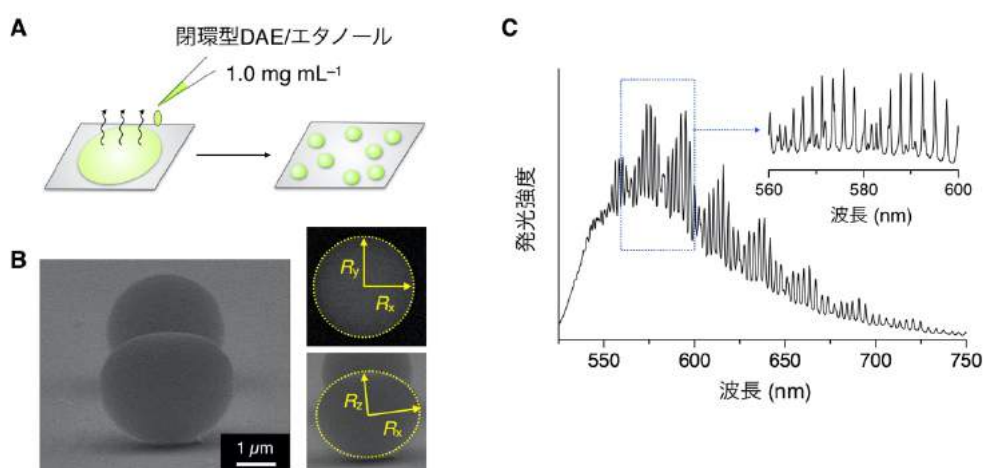 A
閉環型DAE/エタノール
1.0 mg mL⁻¹
B
1 μm
Ry
Rx
Rz
Rx
C
発光強度
560 580 600
波長 (nm)
550 600 650 700 750
波長 (nm)